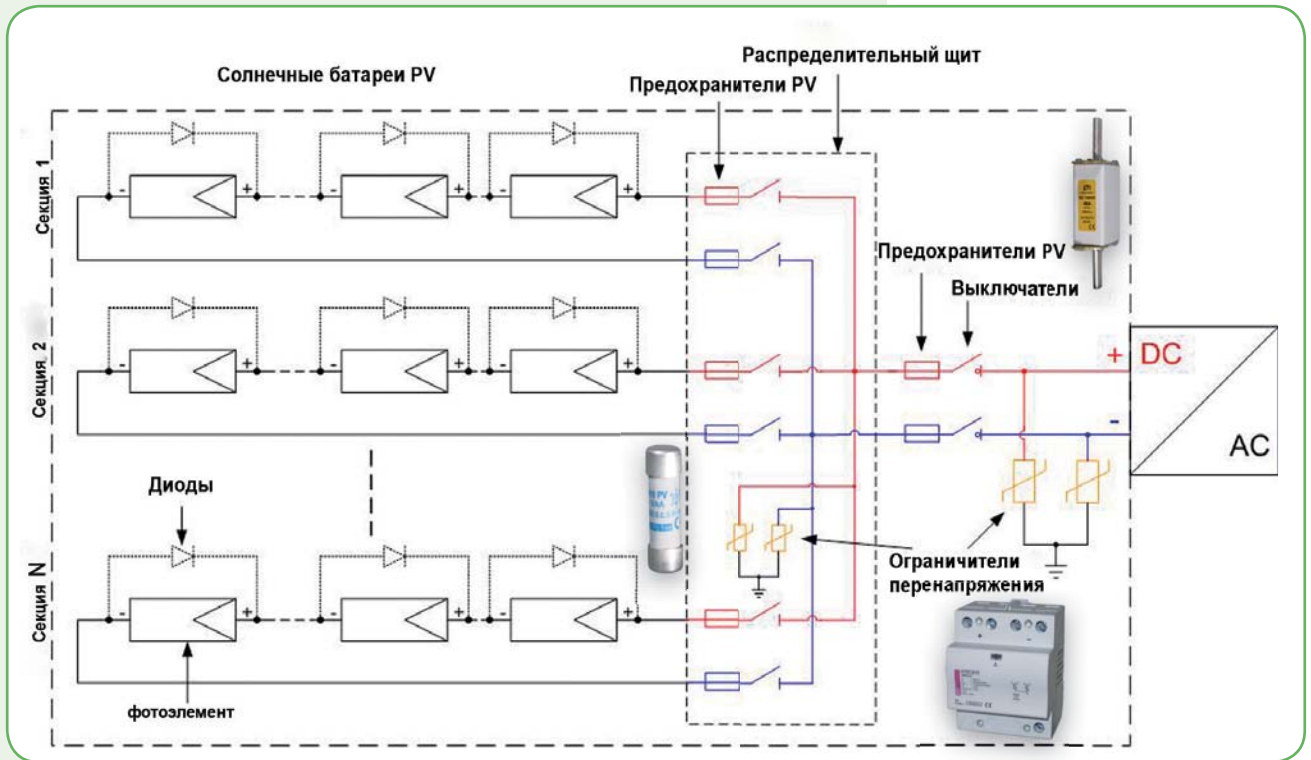 Распределительный щит
Солнечные батареи PV
Предохранители PV
Секция 1
- + - + - +
Предохранители PV
Выключатели
Секция 2
- + - + - +
+ DC
-
AC
Диоды
Ограничители
перенапряжения
Секция N
- + - + - +
фотоэлемент